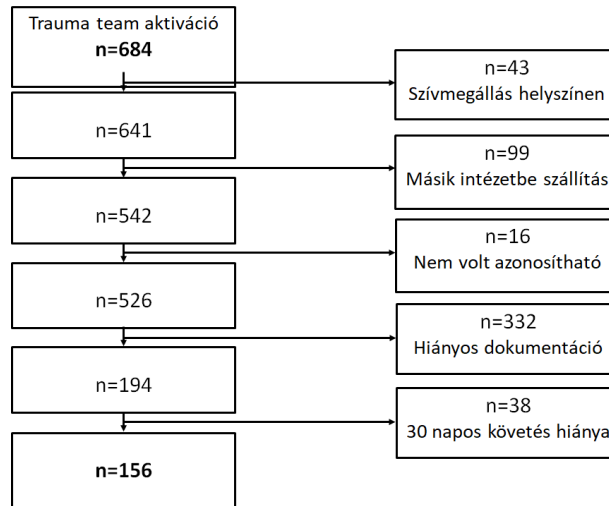 Trauma team aktiváció
n=684
n=43
Szívmegállás helyszínen
n=641
n=99
Másik intézetbe szállítás
n=542
n=16
Nem volt azonosítható
n=526
n=332
Hiányos dokumentáció
n=194
n=38
30 napos követés hiánya
n=156